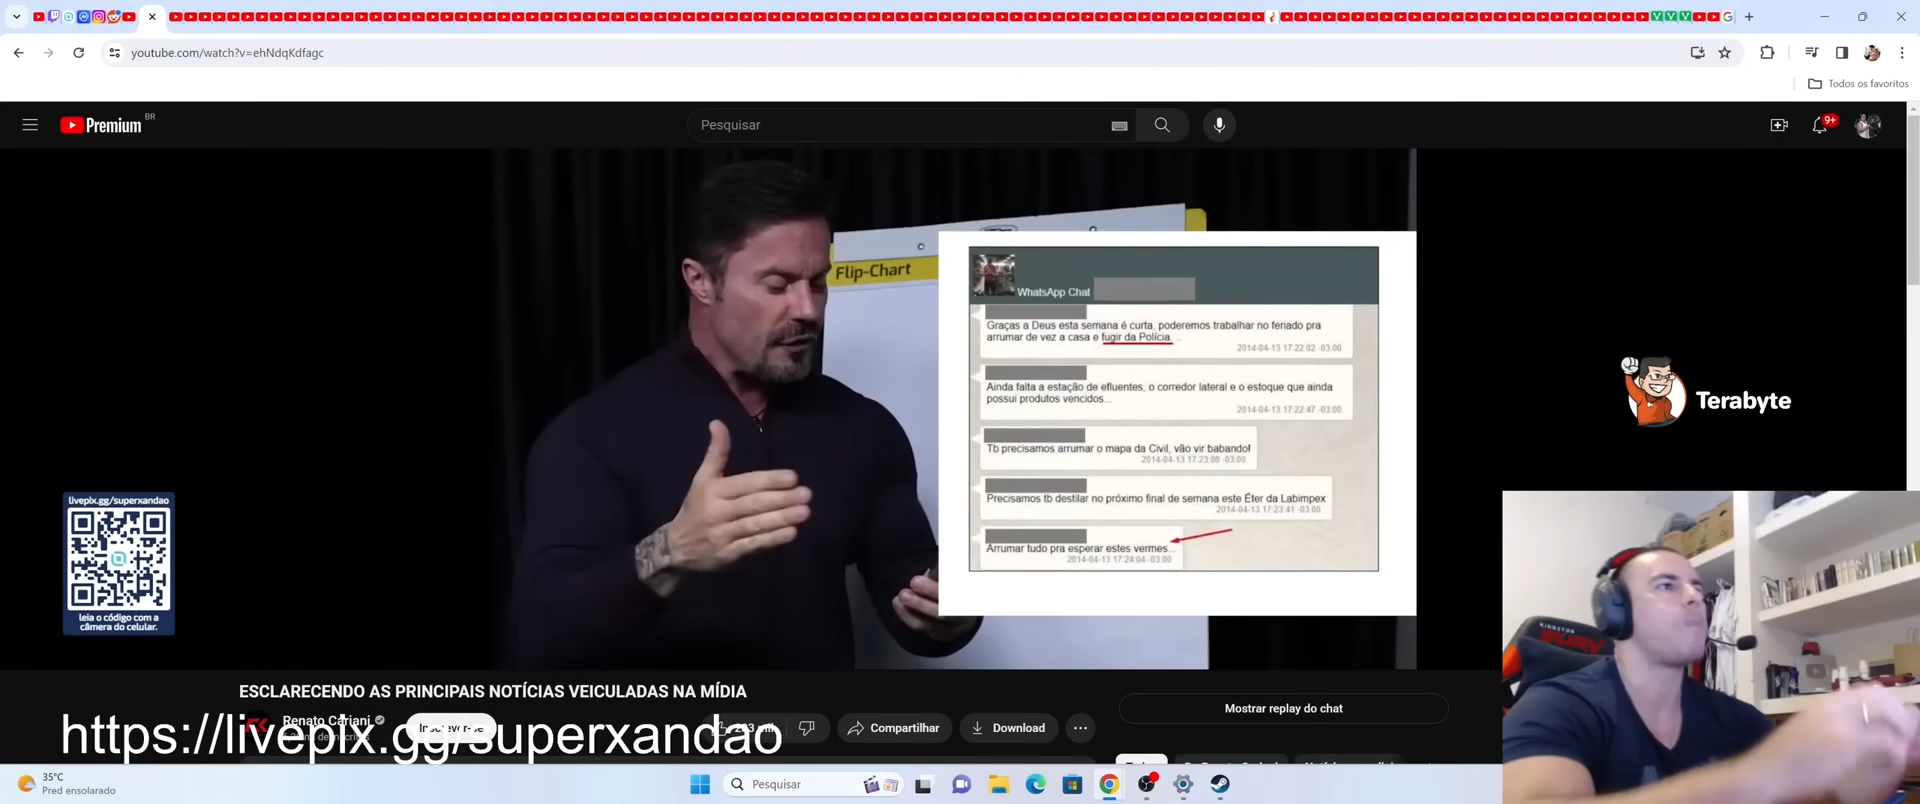 youtube.com/watch?v=ehNdqKdfagc
Todos os favoritos
Premium
BR
Pesquisar
9+
Flip-Chart
WhatsApp Chat
Graças a Deus esta semana é curta, poderemos trabalhar no feriado pra
arrumar de vez a casa e fugir da Polícia...
2014-04-13 17:22:02 -03:00
Ainda falta a estação de efluentes, o corredor lateral e o estoque que ainda
possui produtos vencidos...
2014-04-13 17:22:47 -03:00
Tb precisamos arrumar o mapa da Civil, vão vir babando!
2014-04-13 17:23:08 -03:00
Precisamos tb destilar no próximo final de semana este Éter da Labimpex
2014-04-13 17:23:41 -03:00
Arrumar tudo pra esperar estes vermes...
2014-04-13 17:24:04 -03:00
Terabyte
livepix.gg/superxandao
leia o código com a
câmera do celular.
KINGSTON
FURY
ESCLARECENDO AS PRINCIPAIS NOTÍCIAS VEICULADAS NA MÍDIA
Renato Cariani
Inscrever-se
Compartilhar
Download
Mostrar replay do chat
https://livepix.gg/superxandao
35°C
Pred ensolarado
Pesquisar